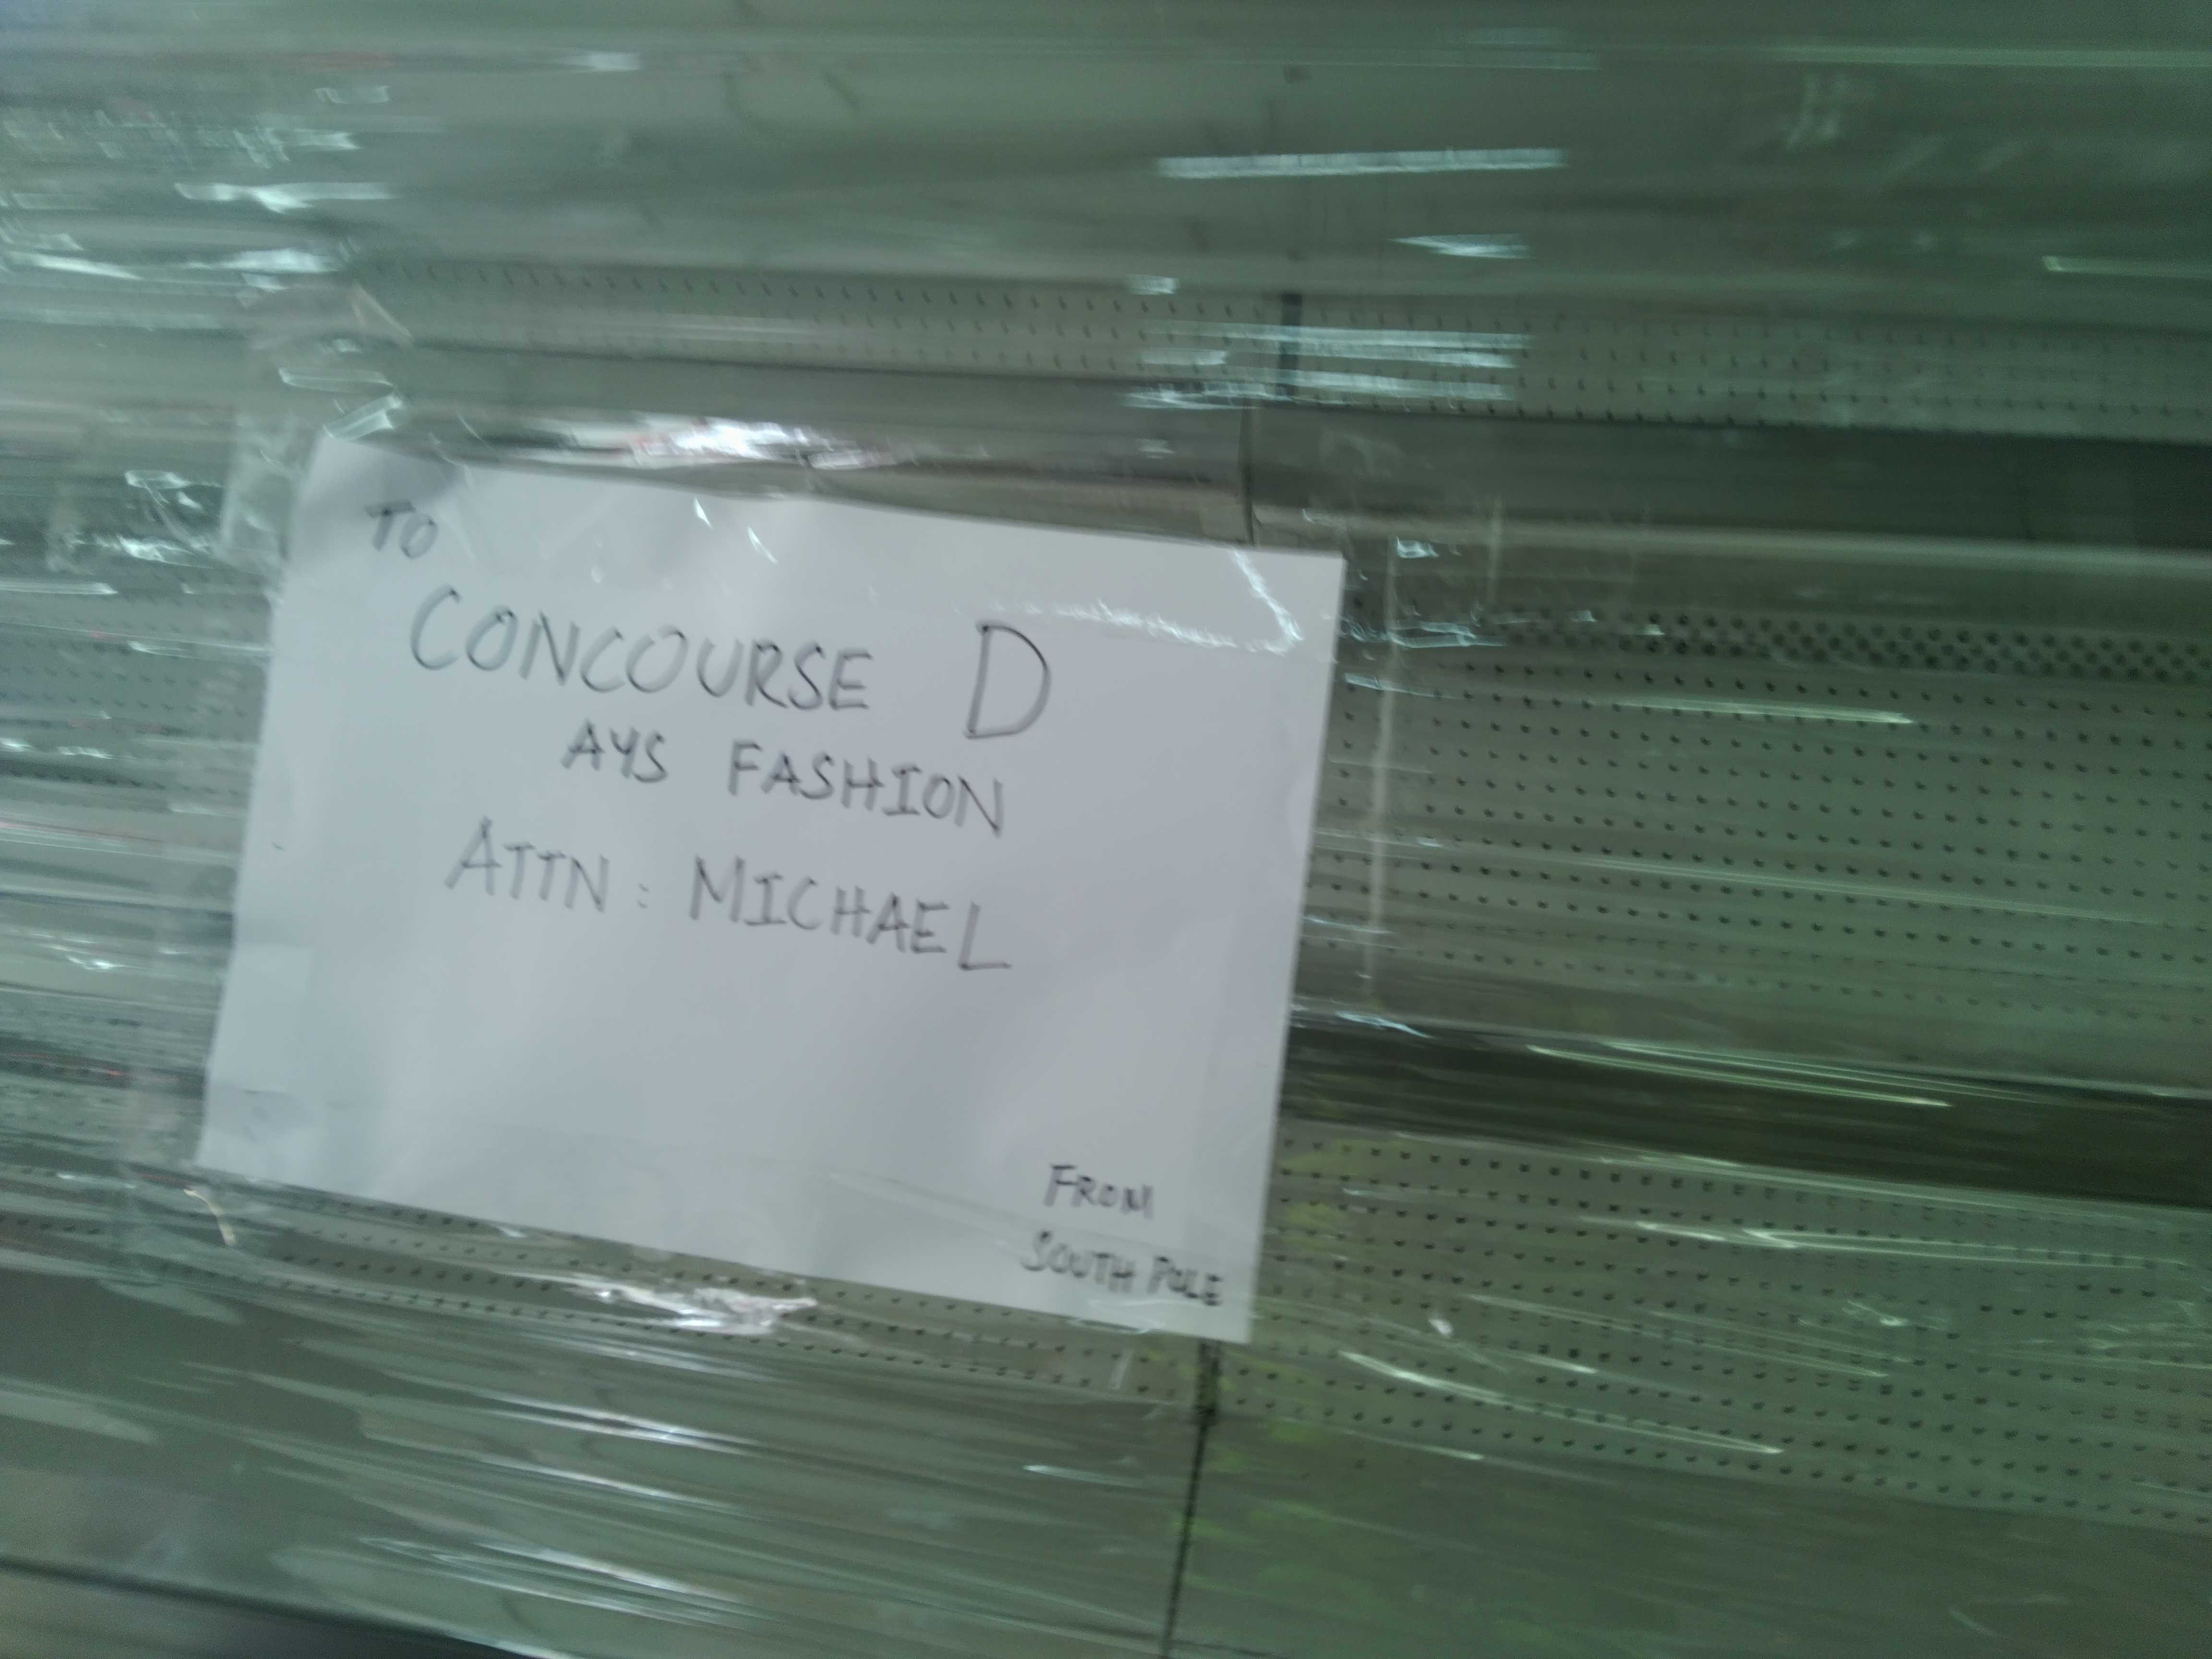 TO
CONCOURSE D
AYS FASHION
ATTN : MICHAEL
FROM
SOUTH POLE